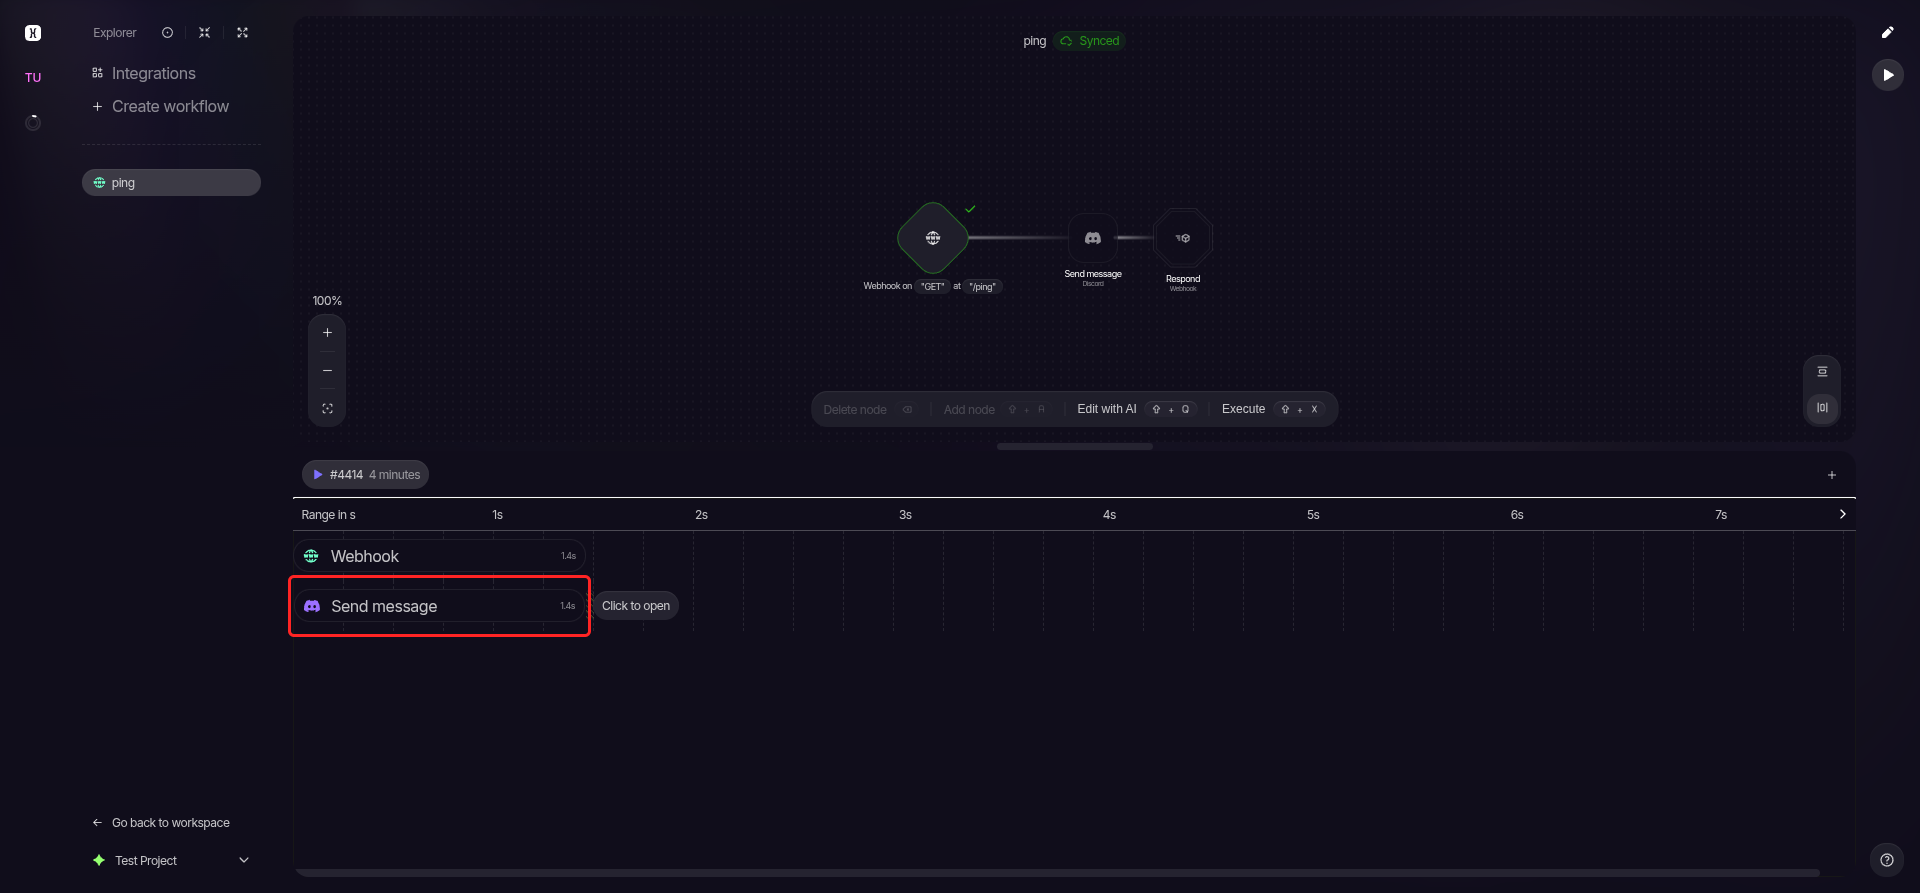 Explorer
TU
Integrations
Create workflow
ping
Go back to workspace
Test Project
ping Synced
Webhook on "GET" at "/ping"
Send message
Discord
Respond
Webhook
100%
Delete node
Add node + A
Edit with AI + Q
Execute + X
#4414 4 minutes
Range in s 1s 2s 3s 4s 5s 6s 7s
Webhook 1.4s
Send message 1.4s
Click to open